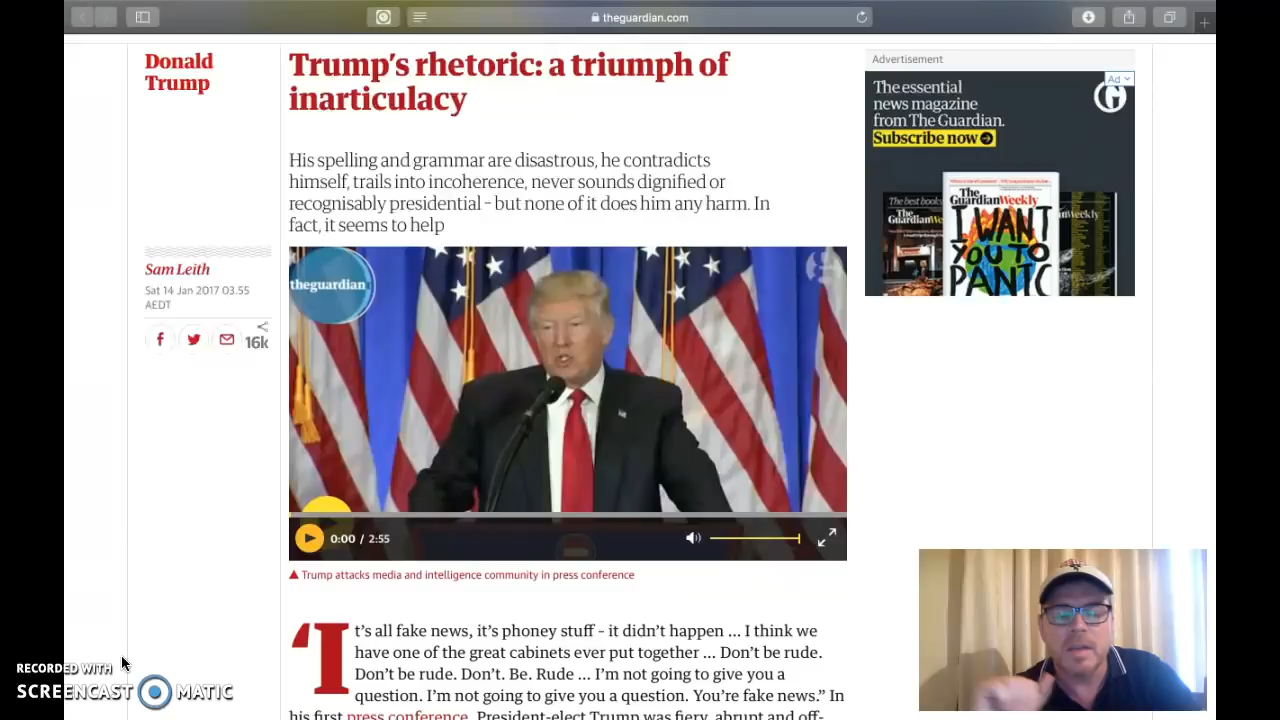 theguardian.com
Donald
Trump
Trump's rhetoric: a triumph of
inarticulacy
His spelling and grammar are disastrous, he contradicts
himself, trails into incoherence, never sounds dignified or
recognisably presidential – but none of it does him any harm. In
fact, it seems to help
Sam Leith
Sat 14 Jan 2017 03.55
AEDT
16k
theguardian
0:00 / 2:55
▲ Trump attacks media and intelligence community in press conference
‘It’s all fake news, it’s phoney stuff – it didn’t happen ... I think we
have one of the great cabinets ever put together ... Don’t be rude.
Don’t be rude. Don’t. Be. Rude ... I’m not going to give you a
question. I’m not going to give you a question. You’re fake news.” In
his first press conference, President-elect Trump was fiery, abrupt and off-
Advertisement
Ad
The essential
news magazine
from The Guardian.
Subscribe now
G
The best books
The
Guardian Weekly
I WANT
YOU TO
PANIC
RECORDED WITH
SCREENCAST MATIC